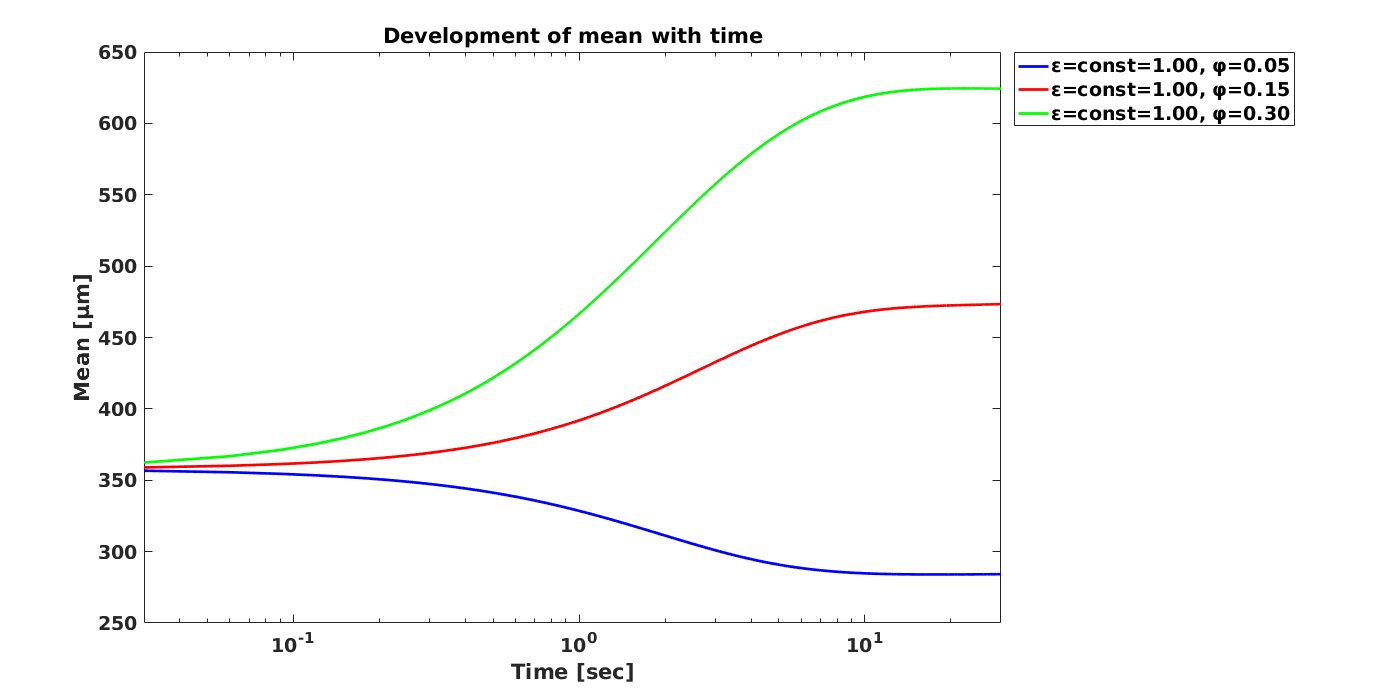 Development of mean with time
650
600
550
500
450
400
350
300
250
Mean [μm]
10⁻¹
10⁰
10¹
Time [sec]
ε=const=1.00, φ=0.05
ε=const=1.00, φ=0.15
ε=const=1.00, φ=0.30